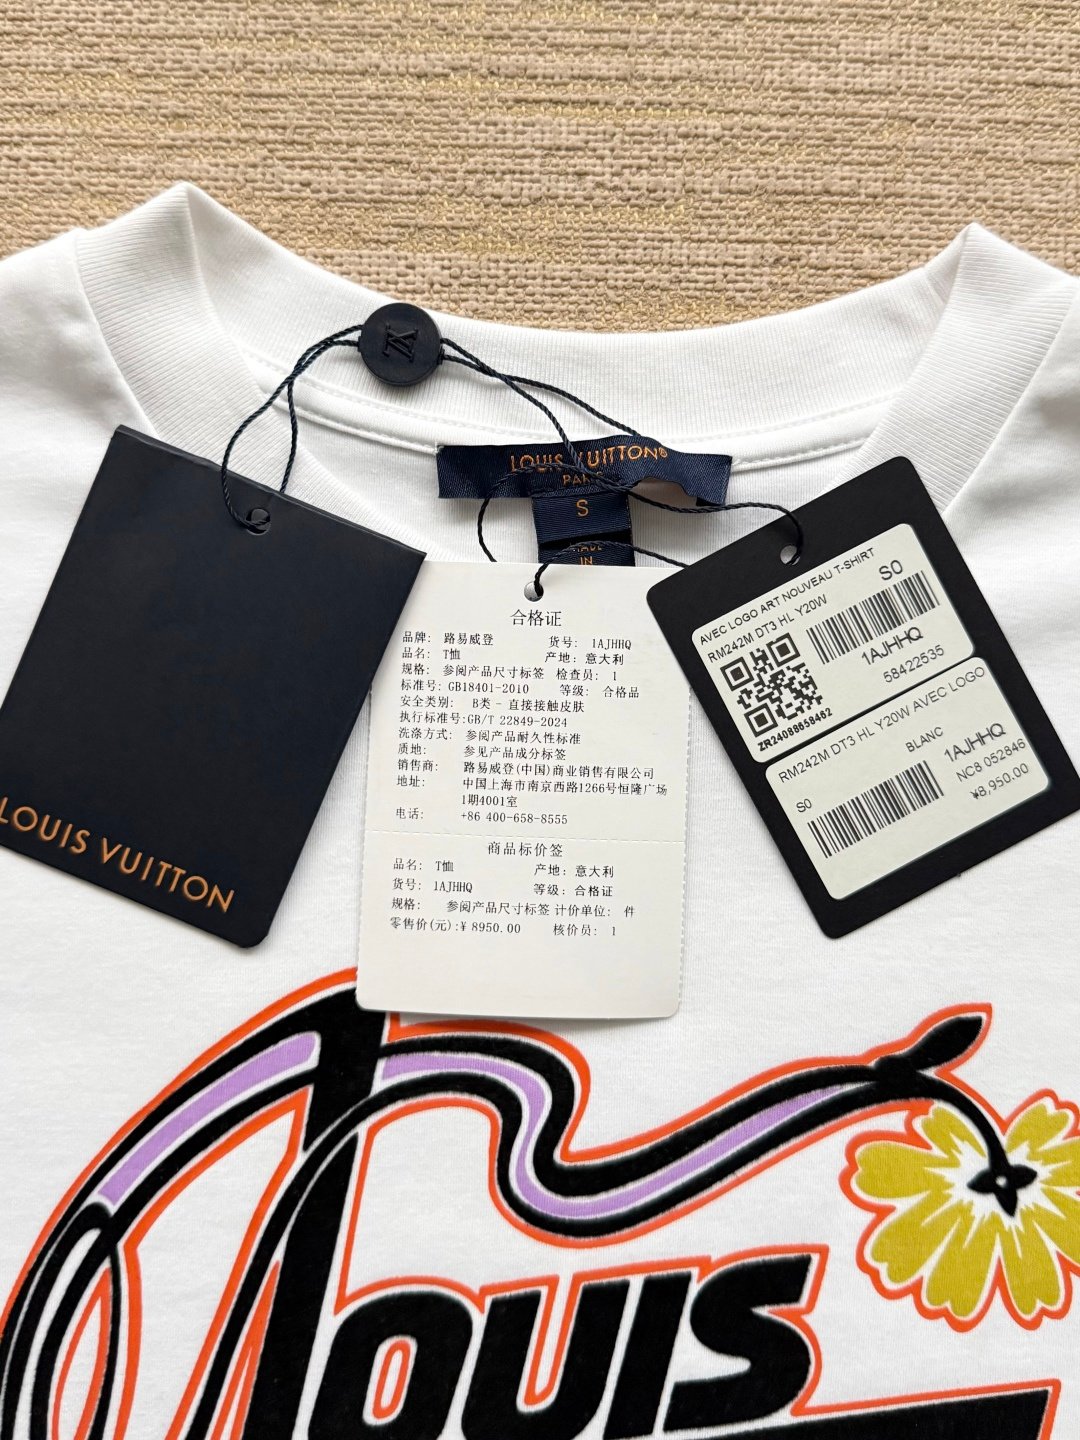 LOUIS VUITTON®
PARIS
S
MADE
IN
LOUIS VUITTON
合格证
品牌: 路易威登 货号: 1AJHHQ
品名: T恤 产地: 意大利
规格: 参阅产品尺寸标签 检查员: 1
标准号: GB18401-2010 等级: 合格品
安全类别: B类 - 直接接触皮肤
执行标准号:GB/T 22849-2024
洗涤方式: 参阅产品耐久性标准
质地: 参见产品成分标签
销售商: 路易威登(中国)商业销售有限公司
地址: 中国上海市南京西路1266号恒隆广场
1期4001室
电话: +86 400-658-8555
商品标价签
品名: T恤 产地: 意大利
货号: 1AJHHQ 等级: 合格证
规格: 参阅产品尺寸标签 计价单位: 件
零售价(元):¥ 8950.00 核价员: 1
AVEC LOGO ART NOUVEAU T-SHIRT
RM242M DT3 HL Y20W S0
1AJHHQ
58422535
ZR24088658462
RM242M DT3 HL Y20W AVEC LOGO
BLANC
S0 1AJHHQ
NC8 052846
¥8,950.00
LOUIS